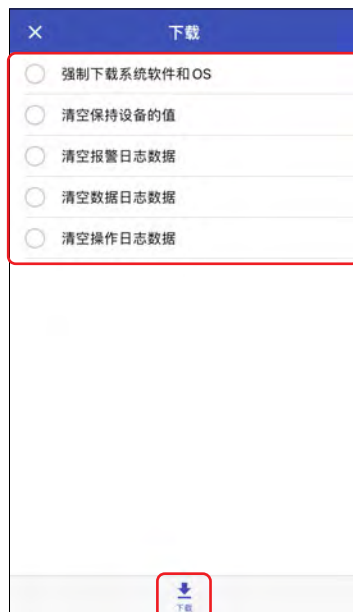 下载
强制下载系统软件和OS
清空保持设备的值
清空报警日志数据
清空数据日志数据
清空操作日志数据
下载